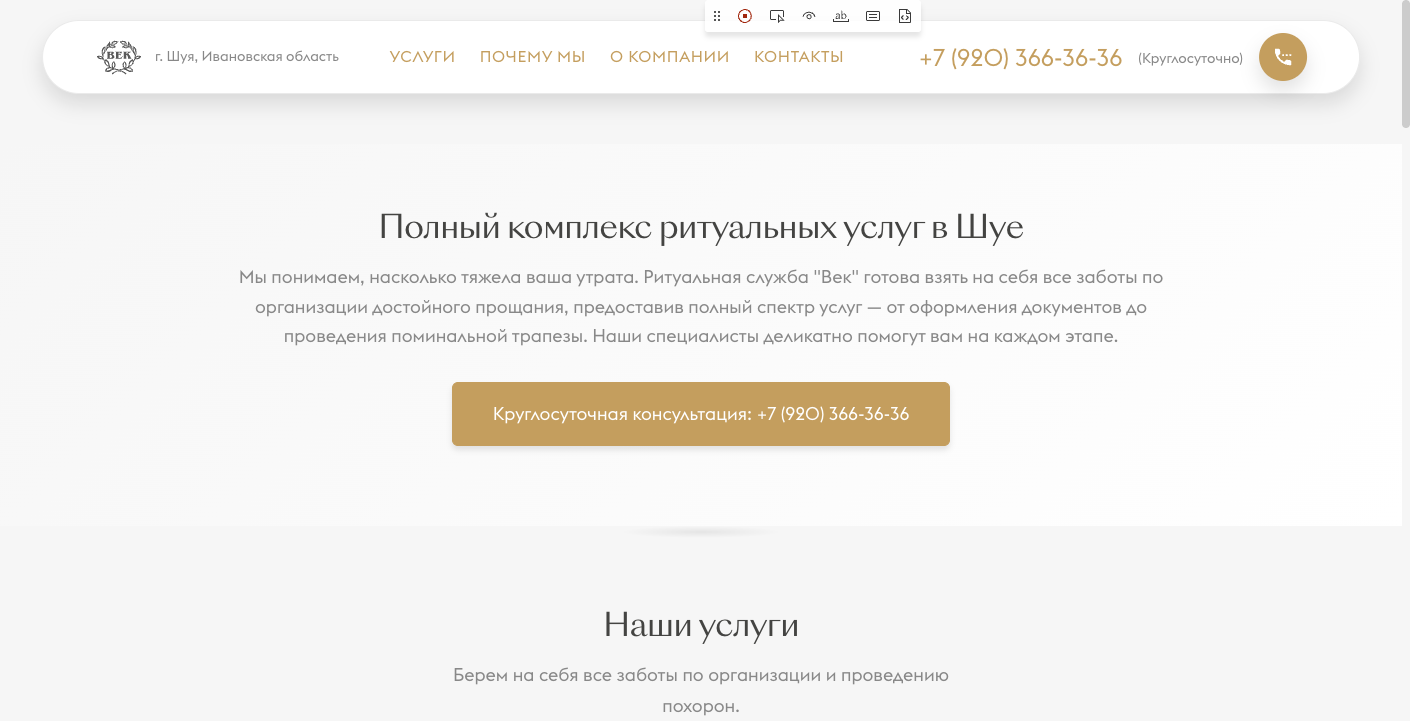 ab
ВЕК
г. Шуя, Ивановская область
УСЛУГИ
ПОЧЕМУ МЫ
О КОМПАНИИ
КОНТАКТЫ
+7 (920) 366-36-36
(Круглосуточно)
Полный комплекс ритуальных услуг в Шуе
Мы понимаем, насколько тяжела ваша утрата. Ритуальная служба "Век" готова взять на себя все заботы по
организации достойного прощания, предоставив полный спектр услуг — от оформления документов до
проведения поминальной трапезы. Наши специалисты деликатно помогут вам на каждом этапе.
Круглосуточная консультация: +7 (920) 366-36-36
Наши услуги
Берем на себя все заботы по организации и проведению
похорон.